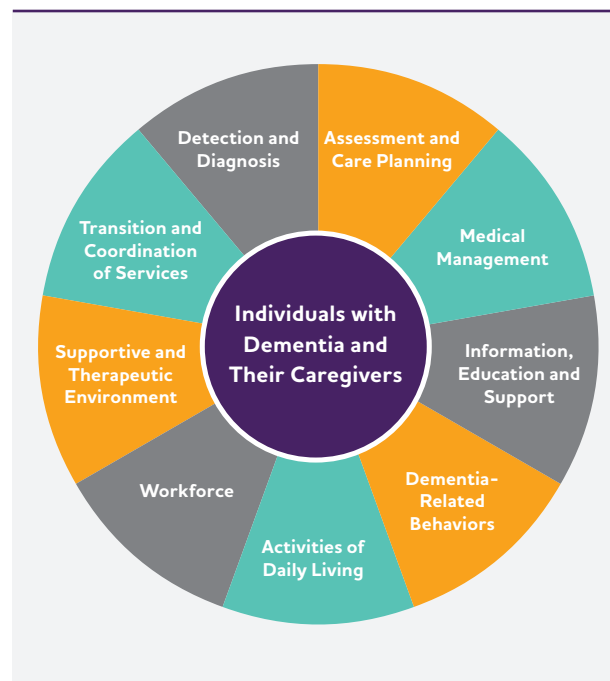 Detection and
Diagnosis
Assessment and
Care Planning
Medical
Management
Information,
Education and
Support
Dementia-
Related
Behaviors
Activities of
Daily Living
Workforce
Supportive and
Therapeutic
Environment
Transition and
Coordination
of Services
Individuals with
Dementia and
Their Caregivers